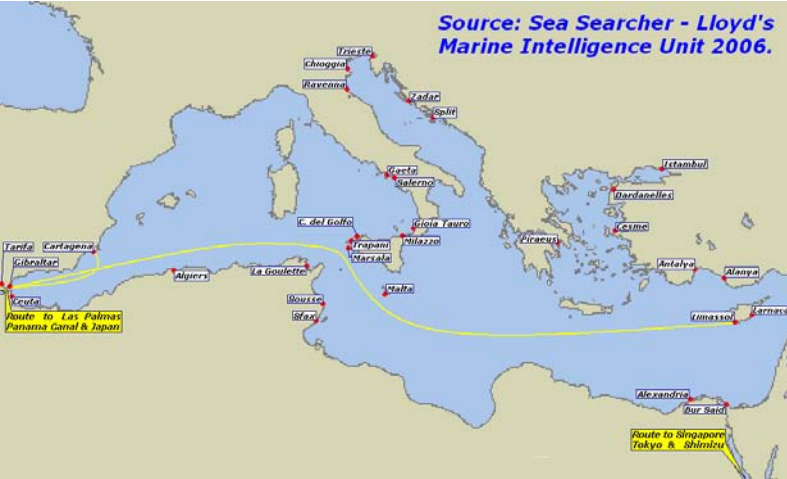 Source: Sea Searcher - Lloyd's
Marine Intelligence Unit 2006.
Trieste
Chioggia
Ravenna
Zadar
Split
Istambul
Gaeta
Salerno
Dardanelles
C. del Golfo
Gioia Tauro
Cesme
Tarifa
Cartagena
Trapani
Milazzo
Piraeus
Gibraltar
Marsala
La Goulette
Algiers
Antalya
Alanya
Ceuta
Malta
Sousse
Sfax
Limassol
Larnaca
Route to Las Palmas
Panama Canal & Japan
Alexandria
Bur Said
Route to Singapore
Tokyo & Shimizu